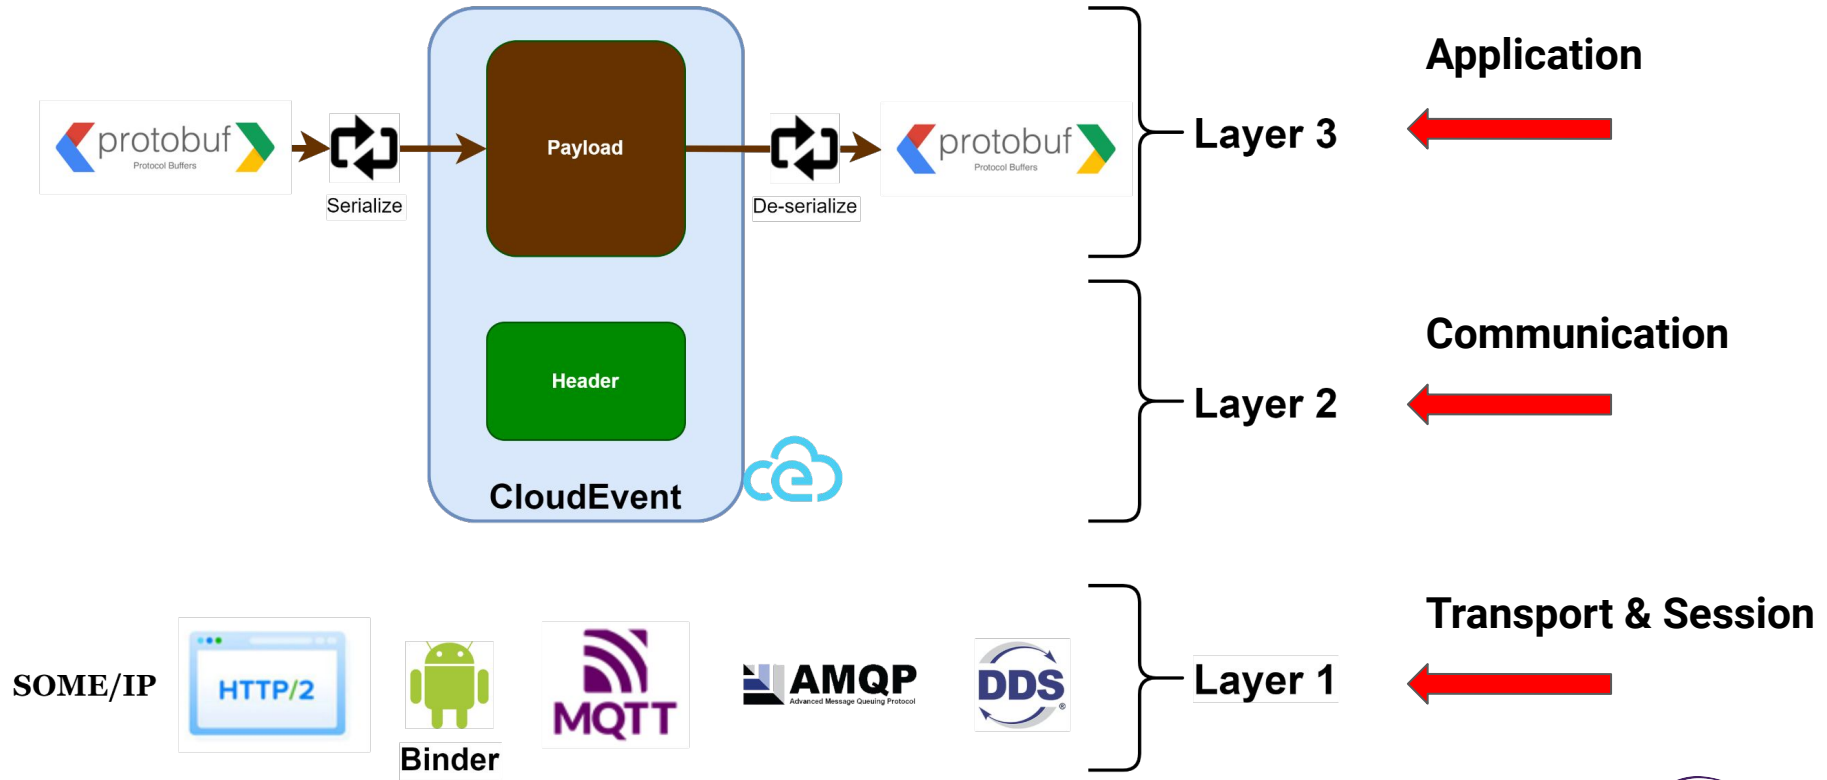 Application
protobuf
Protocol Buffers
Serialize
Payload
De-serialize
protobuf
Protocol Buffers
Layer 3
Communication
Header
Layer 2
CloudEvent
Transport & Session
SOME/IP
HTTP/2
Binder
MQTT
AMQP
Advanced Message Queuing Protocol
DDS
®
Layer 1